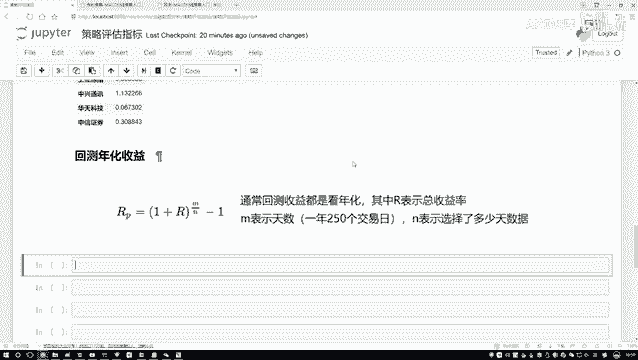 jupyter 策略评估指标 Last Checkpoint: 20 minutes ago (unsaved changes)
Logout
File Edit View Insert Cell Kernel Widgets Help
Trusted
Python 3
Code
中兴通讯 1.132266
华天科技 0.067302
中信证券 0.308843
回测年化收益 ¶
R_p = (1 + R)^{m/n} − 1
通常回测收益都是看年化，其中R表示总收益率
m表示天数（一年250个交易日），n表示选择了多少天数据
In [ ]:
In [ ]:
In [ ]:
In [ ]: